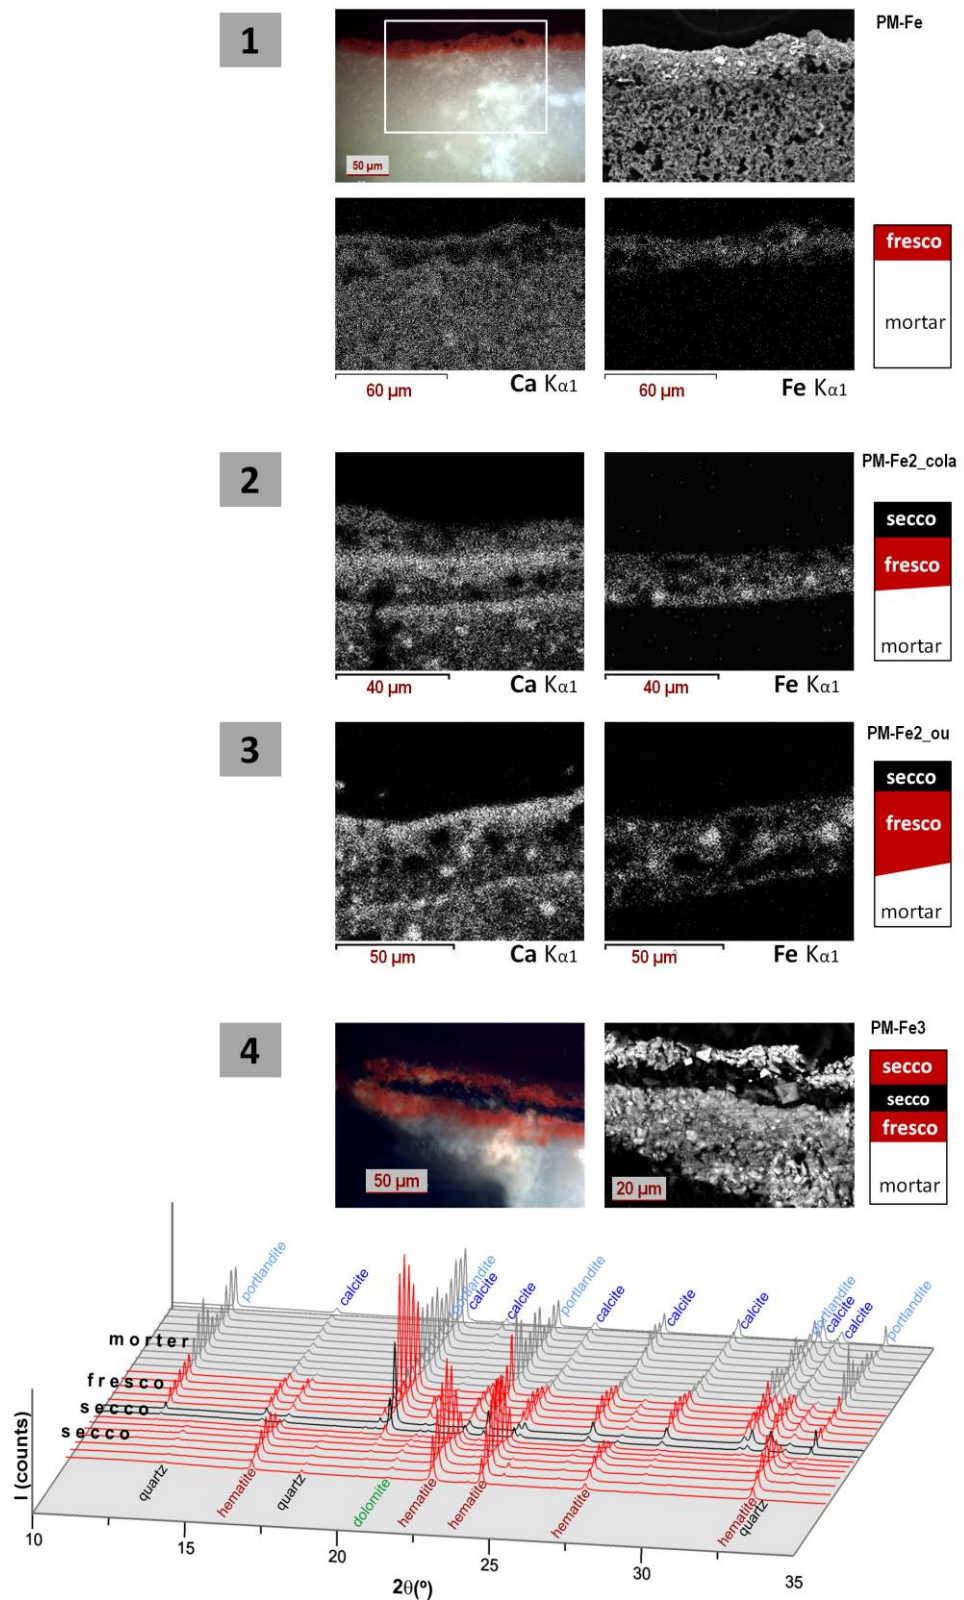 1
PM-Fe
50 µm
fresco
mortar
60 µm
Ca Kα1
60 µm
Fe Kα1
2
PM-Fe2_cola
secco
fresco
mortar
40 µm
Ca Kα1
40 µm
Fe Kα1
3
PM-Fe2_ou
secco
fresco
mortar
50 µm
Ca Kα1
50 µm
Fe Kα1
4
PM-Fe3
secco
secco
fresco
mortar
50 µm
20 µm
portlandite
calcite
portlandite
calcite
calcite
portlandite
calcite
calcite
calcite
portlandite
calcite
calcite
portlandite
morter
fresco
secco
secco
I (counts)
quartz
hematite
quartz
dolomite
hematite
hematite
hematite
hematite
quartz
10
15
20
25
30
35
2θ(º)